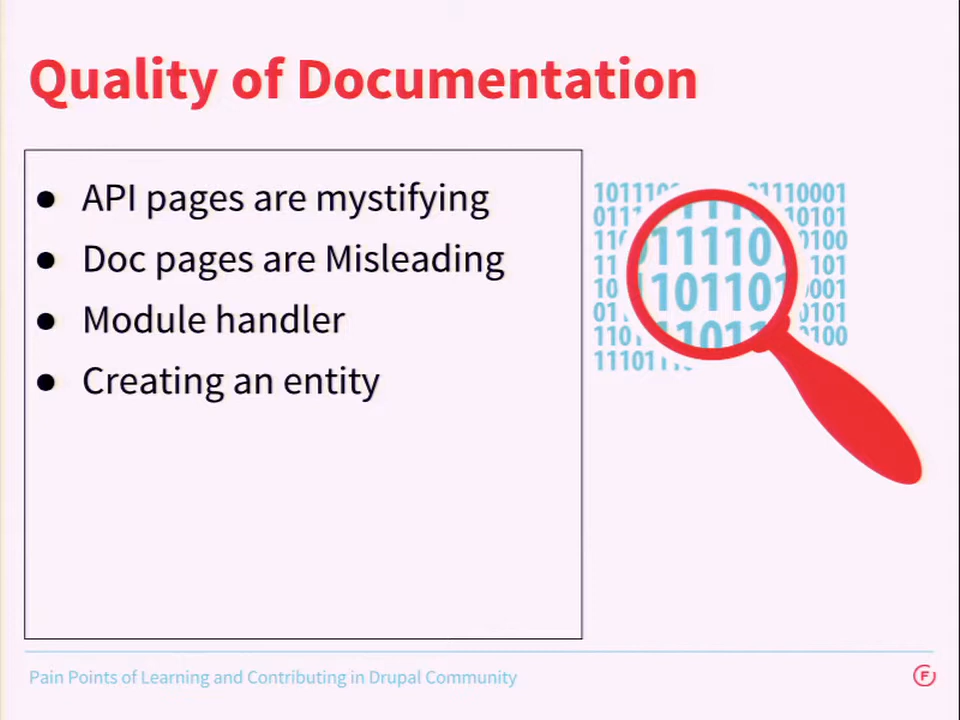 Quality of Documentation
● API pages are mystifying
● Doc pages are Misleading
● Module handler
● Creating an entity
Pain Points of Learning and Contributing in Drupal Community
F